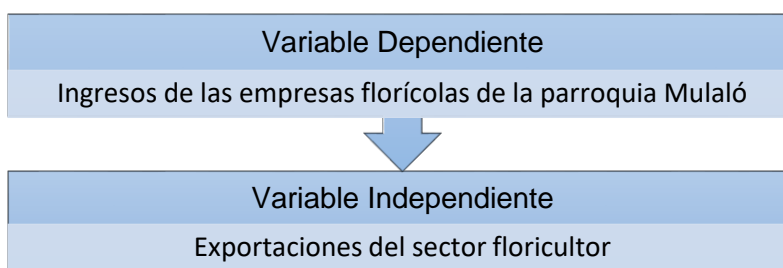 Variable Dependiente
Ingresos de las empresas florícolas de la parroquia Mulaló
Variable Independiente
Exportaciones del sector floricultor